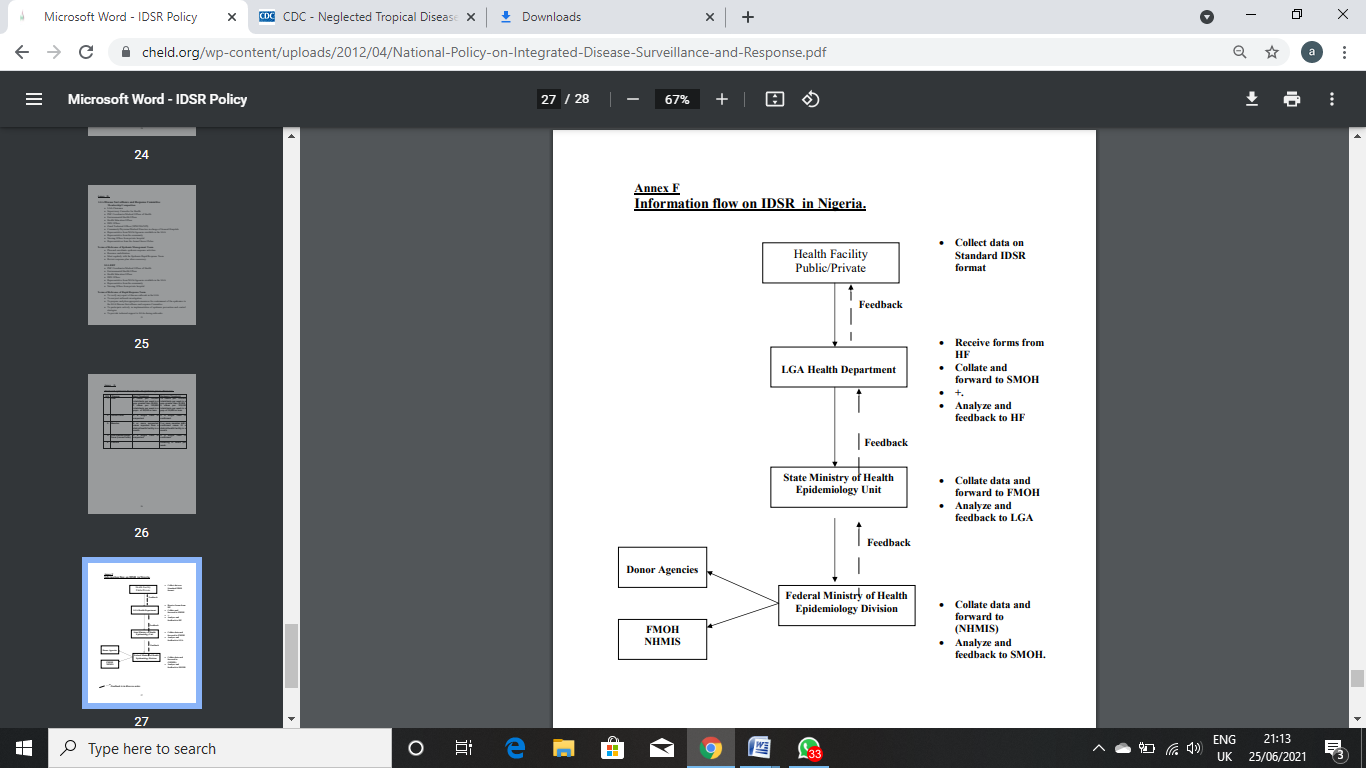 Microsoft Word - IDSR Policy
CDC
CDC - Neglected Tropical Disease
Downloads
cheld.org/wp-content/uploads/2012/04/National-Policy-on-Integrated-Disease-Surveillance-and-Response.pdf
a
Microsoft Word - IDSR Policy
27 / 28
67%
24
25
26
27
Annex F
Information flow on IDSR in Nigeria.
Health Facility
Public/Private
• Collect data on
Standard IDSR
format
Feedback
LGA Health Department
• Receive forms from
HF
• Collate and
forward to SMOH
• +.
• Analyze and
feedback to HF
Feedback
State Ministry of Health
Epidemiology Unit
• Collate data and
forward to FMOH
• Analyze and
feedback to LGA
Feedback
Donor Agencies
Federal Ministry of Health
Epidemiology Division
FMOH
NHMIS
• Collate data and
forward to
(NHMIS)
• Analyze and
feedback to SMOH.
Type here to search
33
ENG
UK
21:13
25/06/2021
3